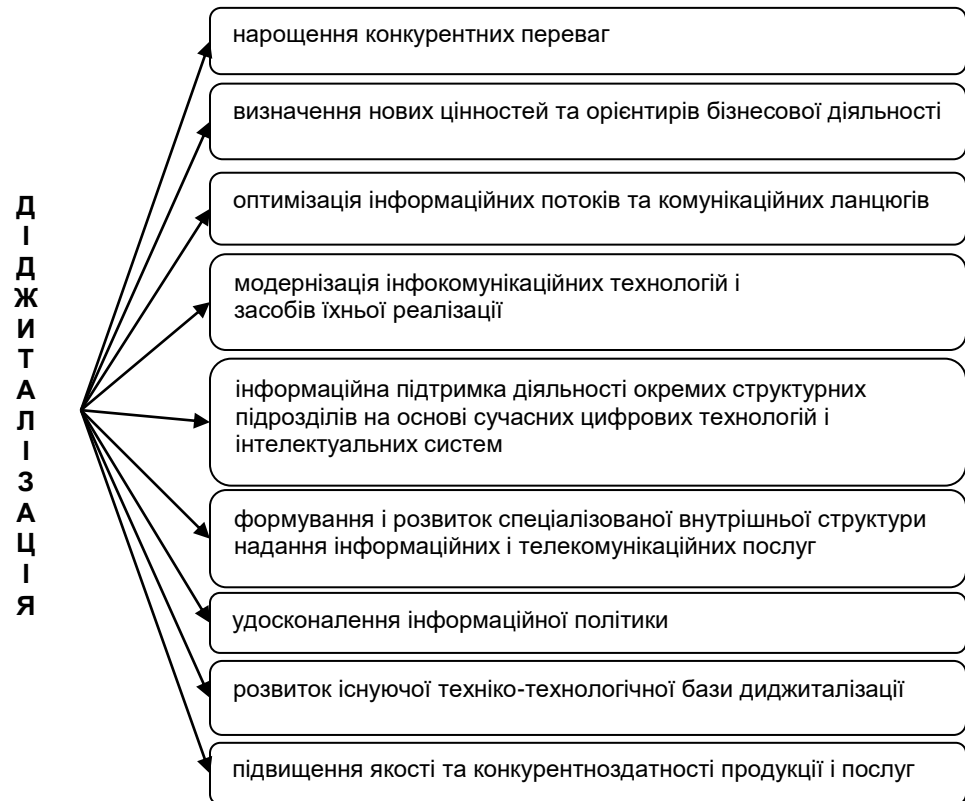 ДІДЖИТАЛІЗАЦІЯ
нарощення конкурентних переваг
визначення нових цінностей та орієнтирів бізнесової діяльності
оптимізація інформаційних потоків та комунікаційних ланцюгів
модернізація інфокомунікаційних технологій і
засобів їхньої реалізації
інформаційна підтримка діяльності окремих структурних
підрозділів на основі сучасних цифрових технологій і
інтелектуальних систем
формування і розвиток спеціалізованої внутрішньої структури
надання інформаційних і телекомунікаційних послуг
удосконалення інформаційної політики
розвиток існуючої техніко-технологічної бази диджиталізації
підвищення якості та конкурентноздатності продукції і послуг